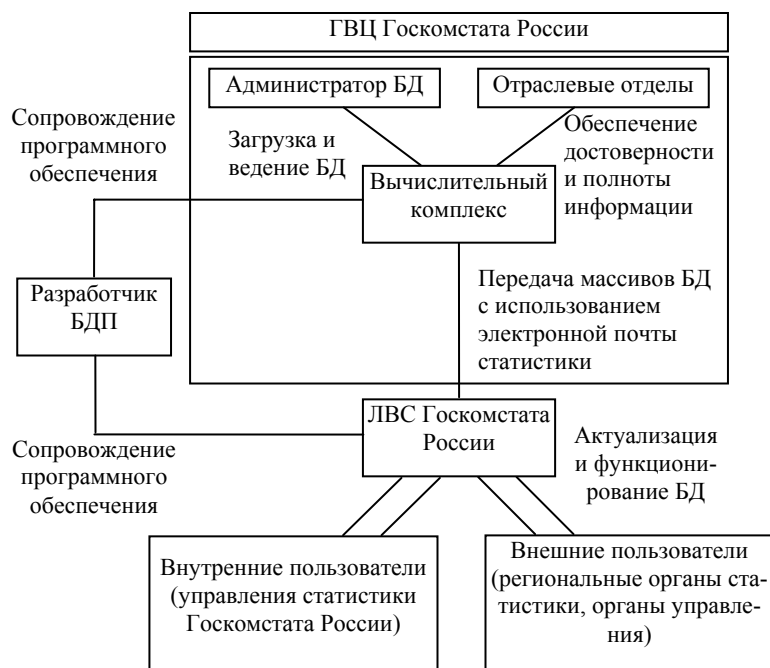 ГВЦ Госкомстата России
Администратор БД
Отраслевые отделы
Сопровождение
программного
обеспечения
Загрузка и
ведение БД
Обеспечение
достоверности
и полноты
информации
Вычислительный
комплекс
Разработчик
БДП
Передача массивов БД
с использованием
электронной почты
статистики
ЛВС Госкомстата
России
Сопровождение
программного
обеспечения
Актуализация
и функциони-
рование БД
Внутренние пользователи
(управления статистики
Госкомстата России)
Внешние пользователи
(региональные органы ста-
тистики, органы управле-
ния)